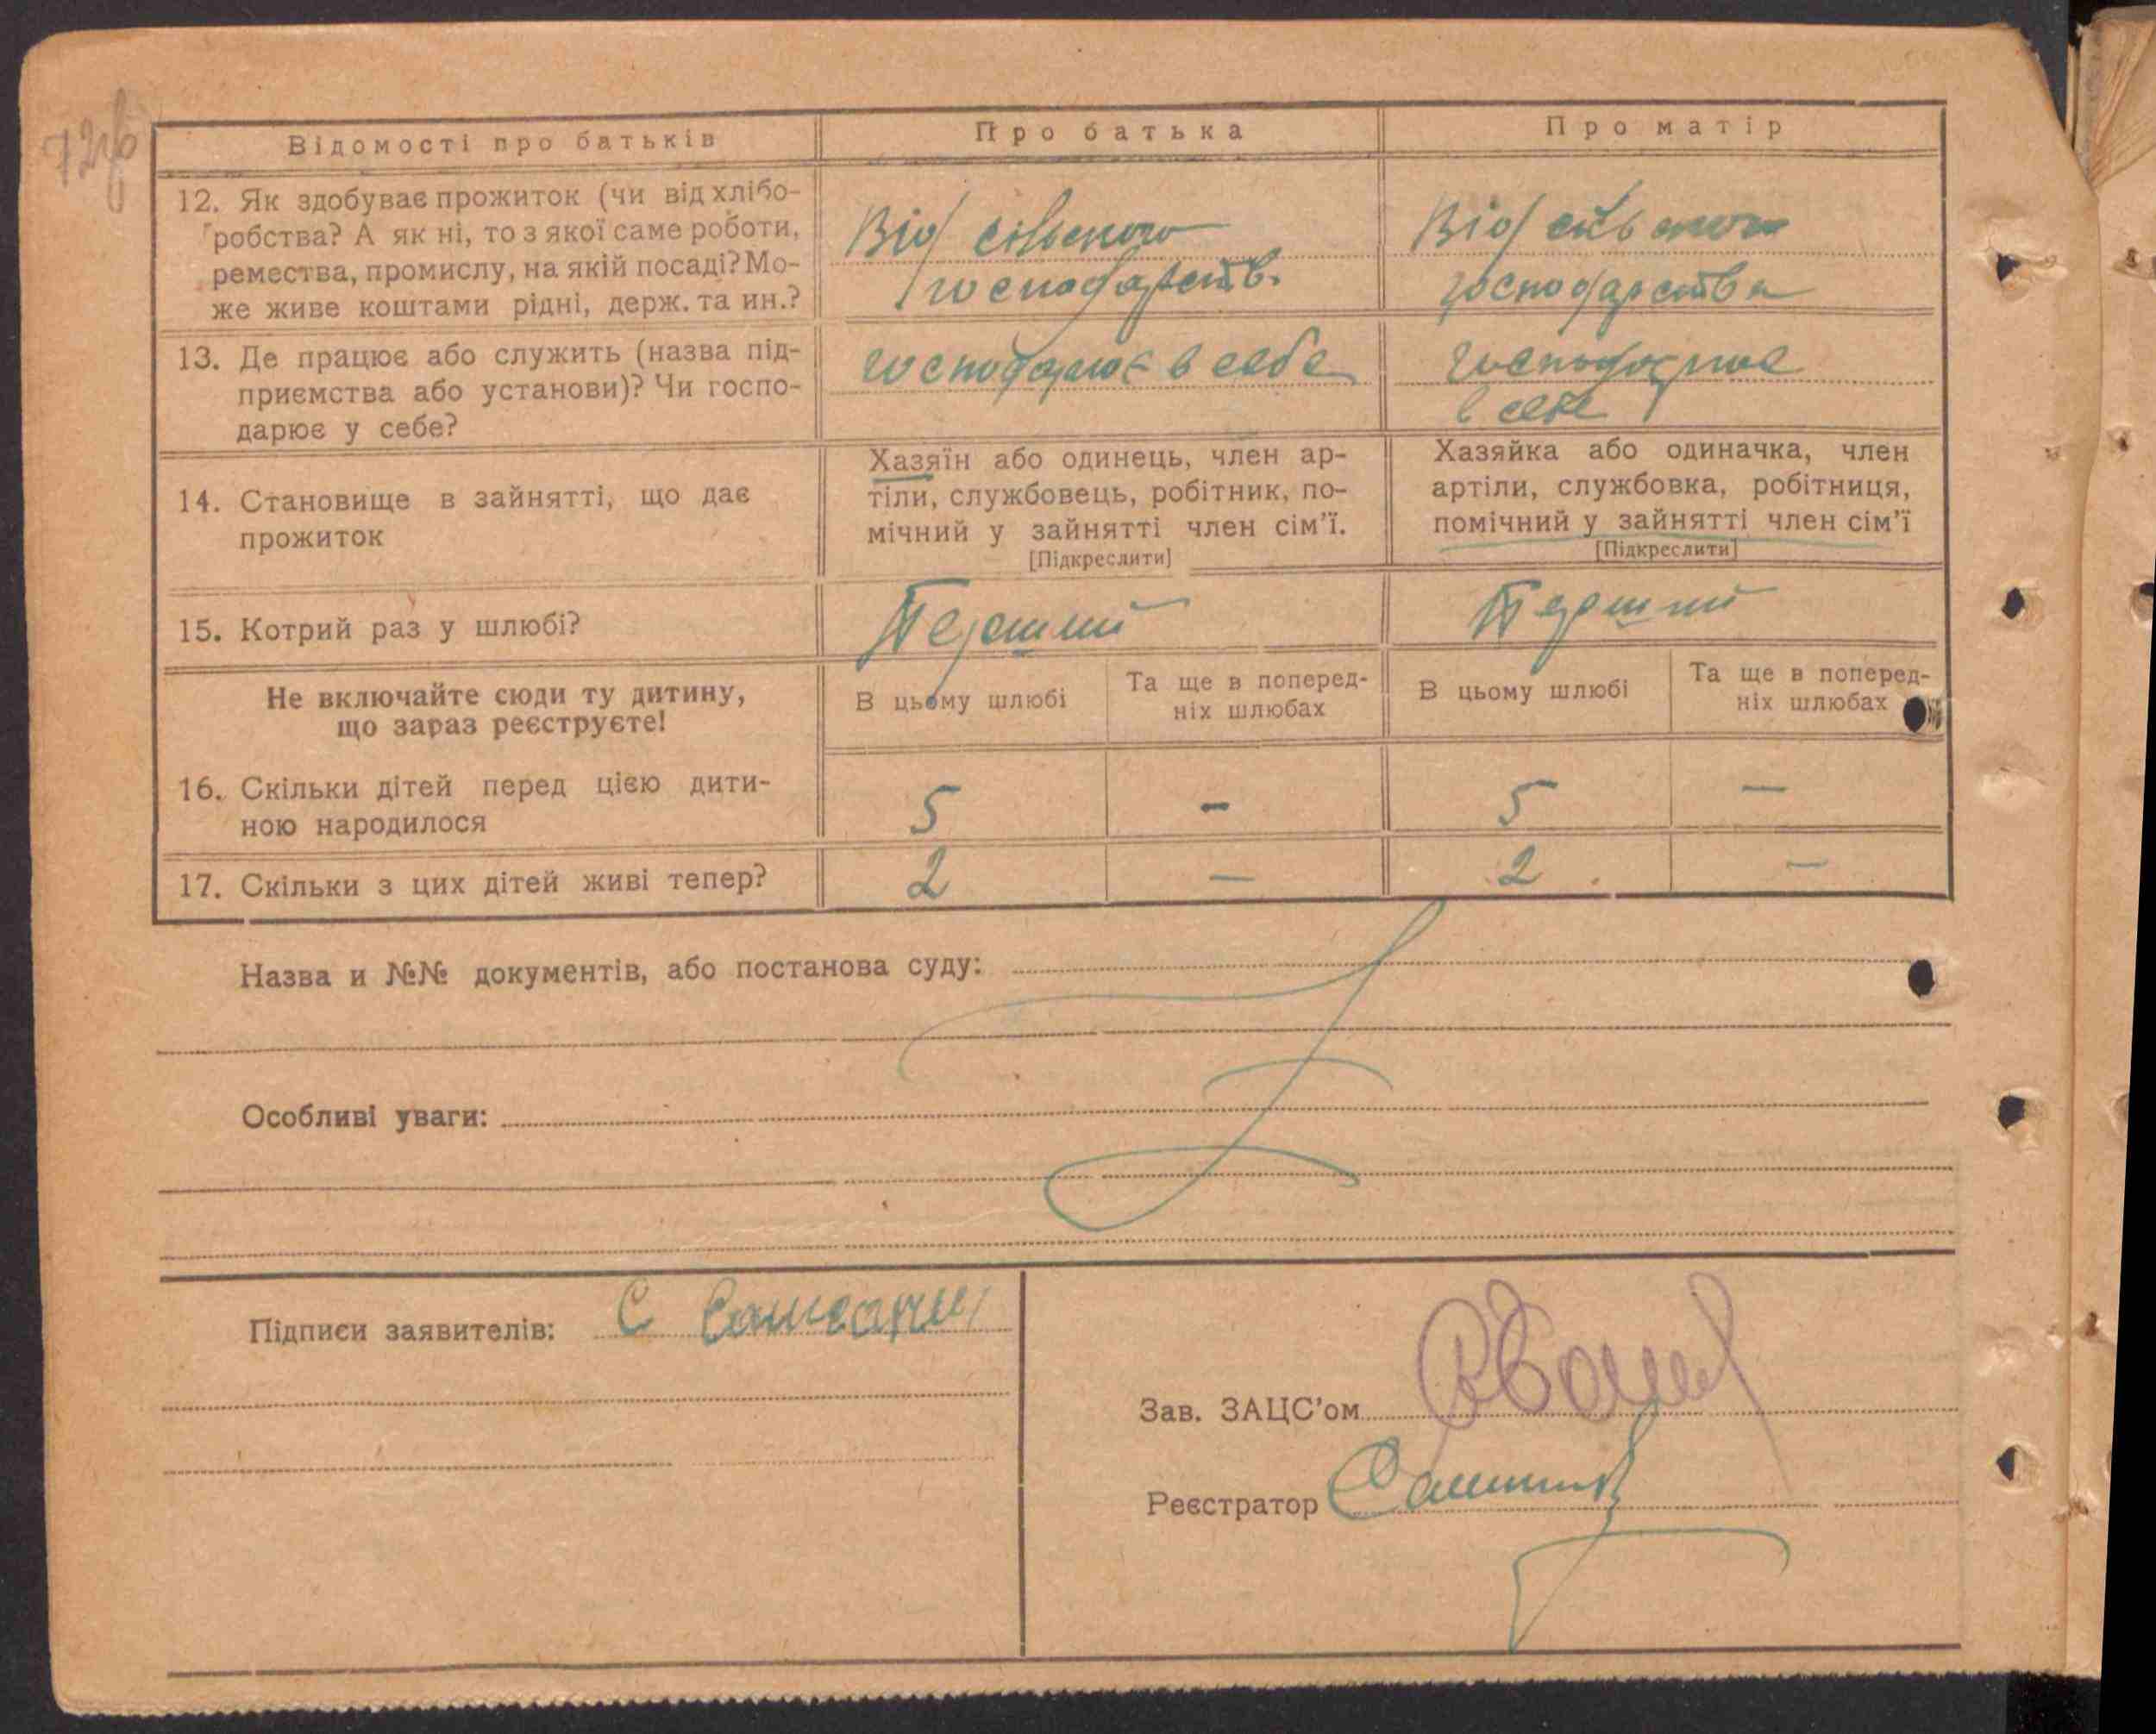 72зв
Відомості про батьків
Про батька
Про матір
12. Як здобуває прожиток (чи від хлібо-
робства? А як ні, то з якої саме роботи,
ремества, промислу, на якій посаді? Мо-
же живе коштами рідні, держ. та ин.?
Від сільского
господарств.
Від сільского
господарства
13. Де працює або служить (назва під-
приємства або установи)? Чи госпо-
дарює у себе?
господарює в себе
господарює
в себе
14. Становище в зайнятті, що дає
прожиток
Хазяїн або одинець, член ар-
тіли, службовець, робітник, по-
мічний у зайнятті член сім'ї.
[Підкреслити]
Хазяйка або одиначка, член
артіли, службовка, робітниця,
помічний у зайнятті член сім'ї
[Підкреслити]
15. Котрий раз у шлюбі?
Перший
Перший
Не включайте сюди ту дитину,
що зараз реєструєте!
В цьому шлюбі
Та ще в поперед-
ніх шлюбах
В цьому шлюбі
Та ще в поперед-
ніх шлюбах
16. Скільки дітей перед цією дити-
ною народилося
5
-
5
—
17. Скільки з цих дітей живі тепер?
2
—
2
—
Назва и №№ документів, або постанова суду:
Особливі уваги:
Підписи заявителів: С
Зав. ЗАЦС'ом
Реєстратор